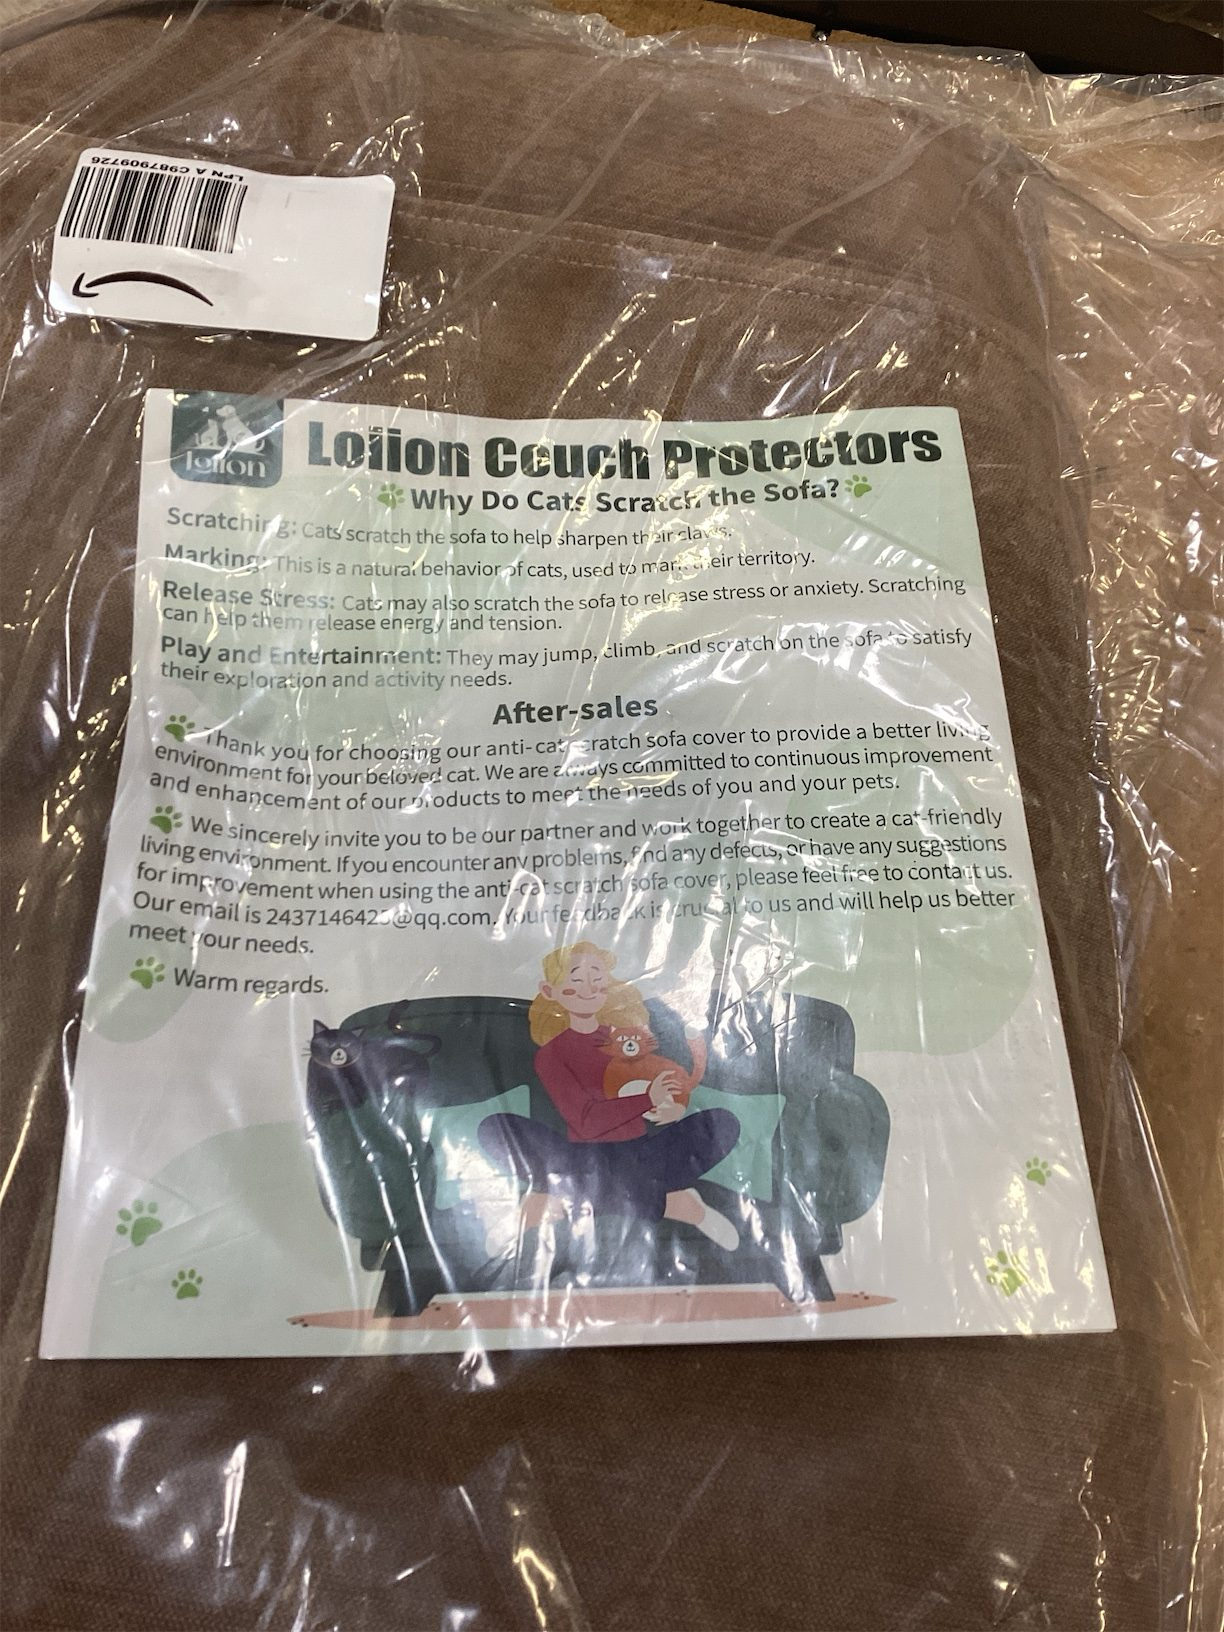 LPN A C987909726
lollon
Lollon Couch Protectors
Why Do Cats Scratch the Sofa?
Scratching: Cats scratch the sofa to help sharpen their claws.
Marking: This is a natural behavior of cats, used to mark their territory.
Release Stress: Cats may also scratch the sofa to release stress or anxiety. Scratching
can help them release energy and tension.
Play and Entertainment: They may jump, climb, and scratch on the sofa to satisfy
their exploration and activity needs.
After-sales
Thank you for choosing our anti-cat scratch sofa cover to provide a better living
environment for your beloved cat. We are always committed to continuous improvement
and enhancement of our products to meet the needs of you and your pets.
We sincerely invite you to be our partner and work together to create a cat-friendly
living environment. If you encounter any problems, find any defects, or have any suggestions
for improvement when using the anti-cat scratch sofa cover, please feel free to contact us.
Our email is Your feedback is crucial to us and will help us better
meet your needs.
Warm regards.